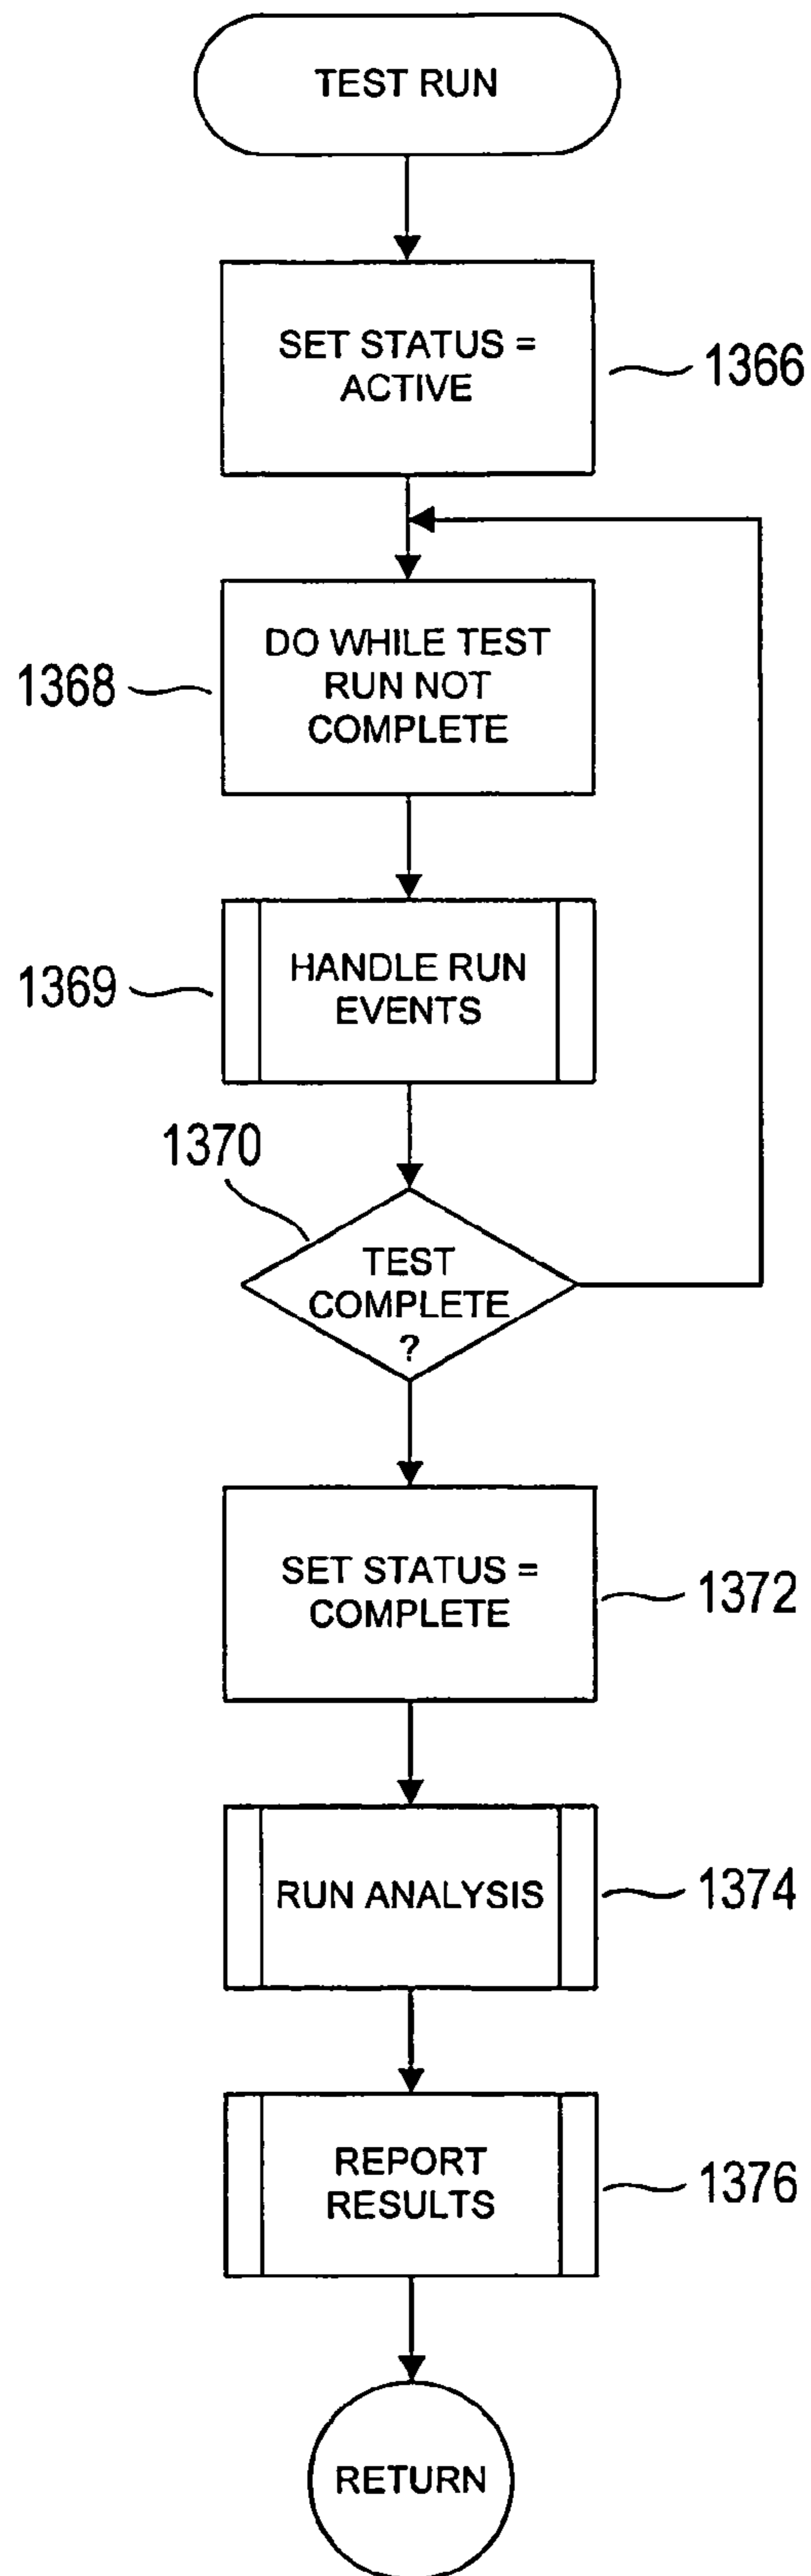 TEST RUN
SET STATUS =
ACTIVE
1366
DO WHILE TEST
RUN NOT
COMPLETE
1368
HANDLE RUN
EVENTS
1369
1370
TEST
COMPLETE
?
SET STATUS =
COMPLETE
1372
RUN ANALYSIS
1374
REPORT
RESULTS
1376
RETURN